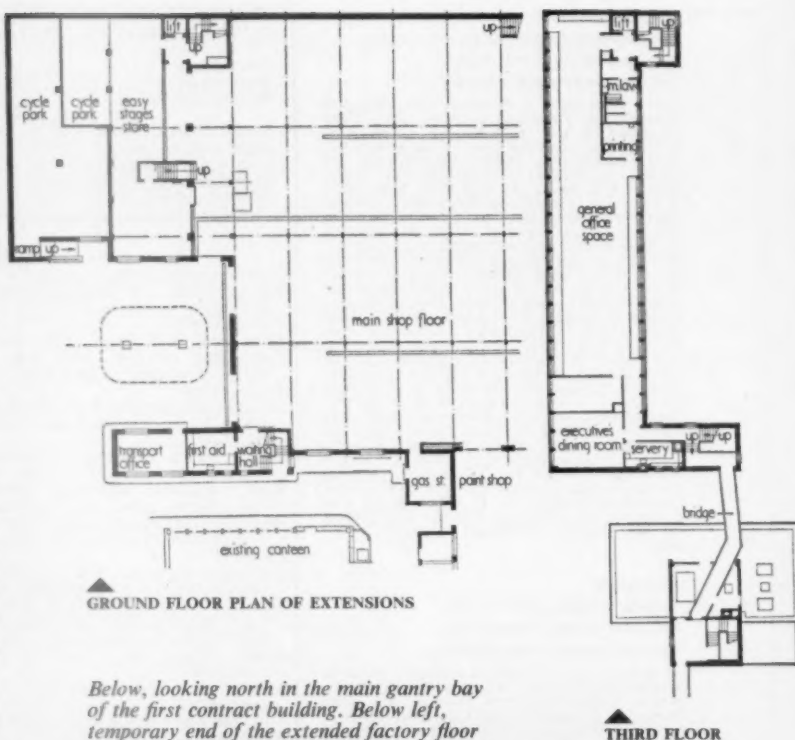 lift
up
up
cycle
park
cycle
park
easy
stages
store
up
ramp up
main shop floor
transport
office
first aid
waiting
hall
gas st.
paint shop
existing canteen
GROUND FLOOR PLAN OF EXTENSIONS
lift
up
m.lav
printing
general
office
space
executive's
dining room
servery
up
up
bridge
THIRD FLOOR
Below, looking north in the main gantry bay
of the first contract building. Below left,
temporary end of the extended factory floor